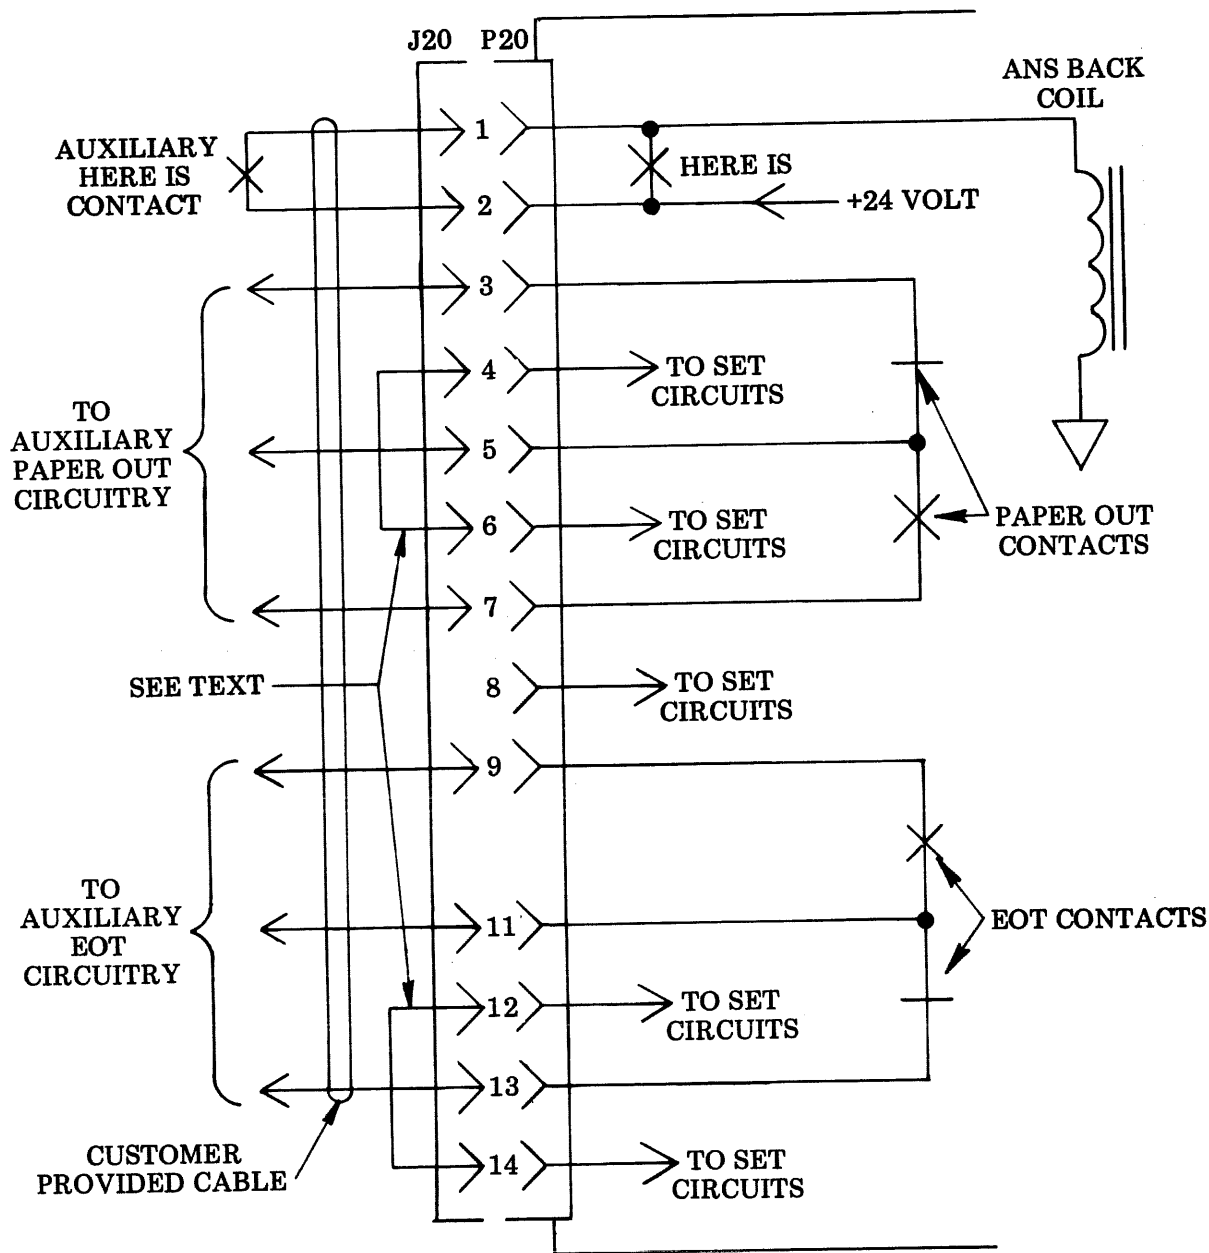 J20 P20
ANS BACK
COIL
AUXILIARY
HERE IS
CONTACT
1
HERE IS
2
+24 VOLT
3
4
TO SET
CIRCUITS
TO
AUXILIARY
PAPER OUT
CIRCUITRY
5
6
TO SET
CIRCUITS
PAPER OUT
CONTACTS
7
SEE TEXT
8
TO SET
CIRCUITS
9
TO
AUXILIARY
EOT
CIRCUITRY
11
EOT CONTACTS
12
TO SET
CIRCUITS
13
CUSTOMER
PROVIDED CABLE
14
TO SET
CIRCUITS